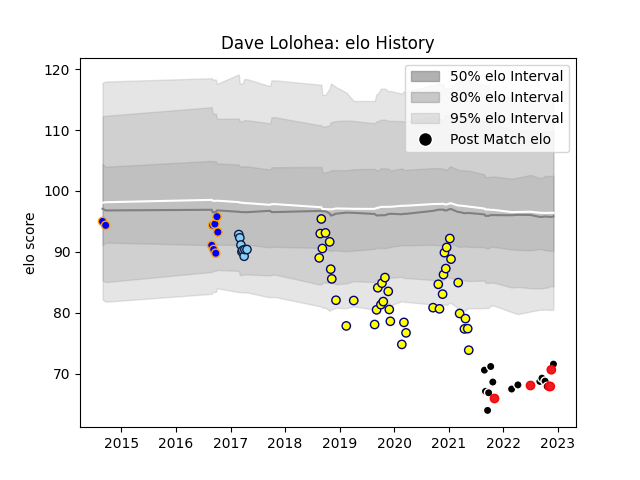 Dave Lolohea: elo History
50% elo Interval
80% elo Interval
95% elo Interval
Post Match elo
elo score
120
110
100
90
80
70
2015 2016 2017 2018 2019 2020 2021 2022 2023